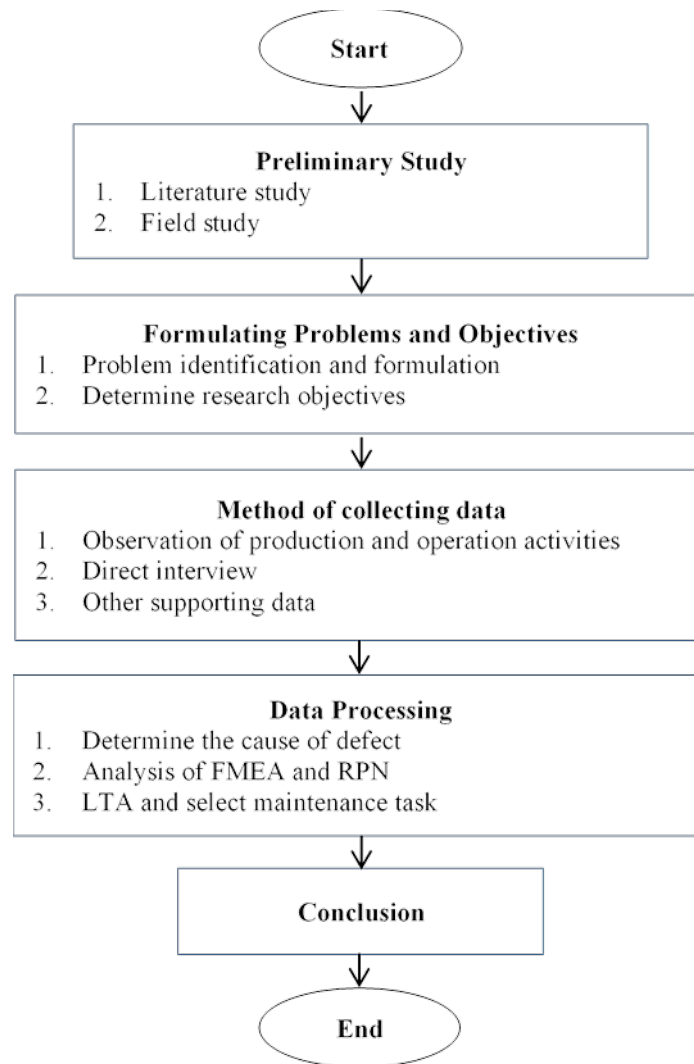 Start
Preliminary Study
1. Literature study
2. Field study
Formulating Problems and Objectives
1. Problem identification and formulation
2. Determine research objectives
Method of collecting data
1. Observation of production and operation activities
2. Direct interview
3. Other supporting data
Data Processing
1. Determine the cause of defect
2. Analysis of FMEA and RPN
3. LTA and select maintenance task
Conclusion
End